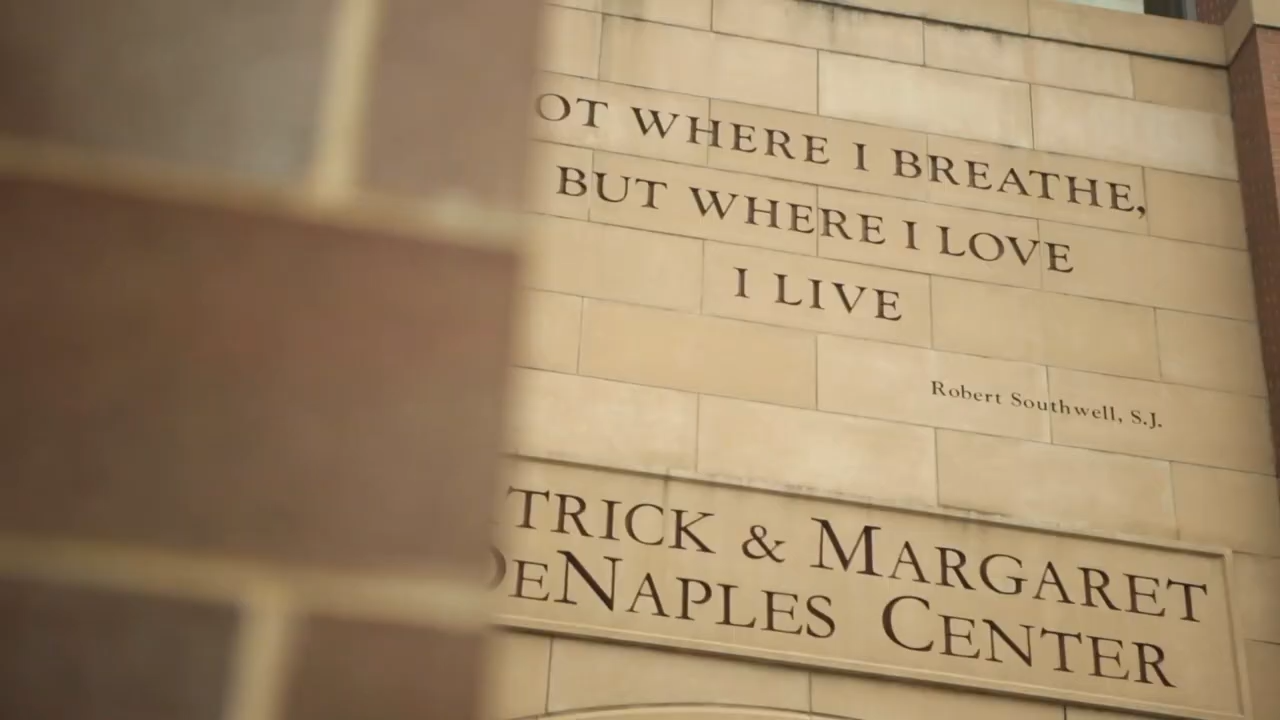 OT WHERE I BREATHE,
BUT WHERE I LOVE
I LIVE
Robert Southwell, S.J.
TRICK & MARGARET
DENAPLES CENTER